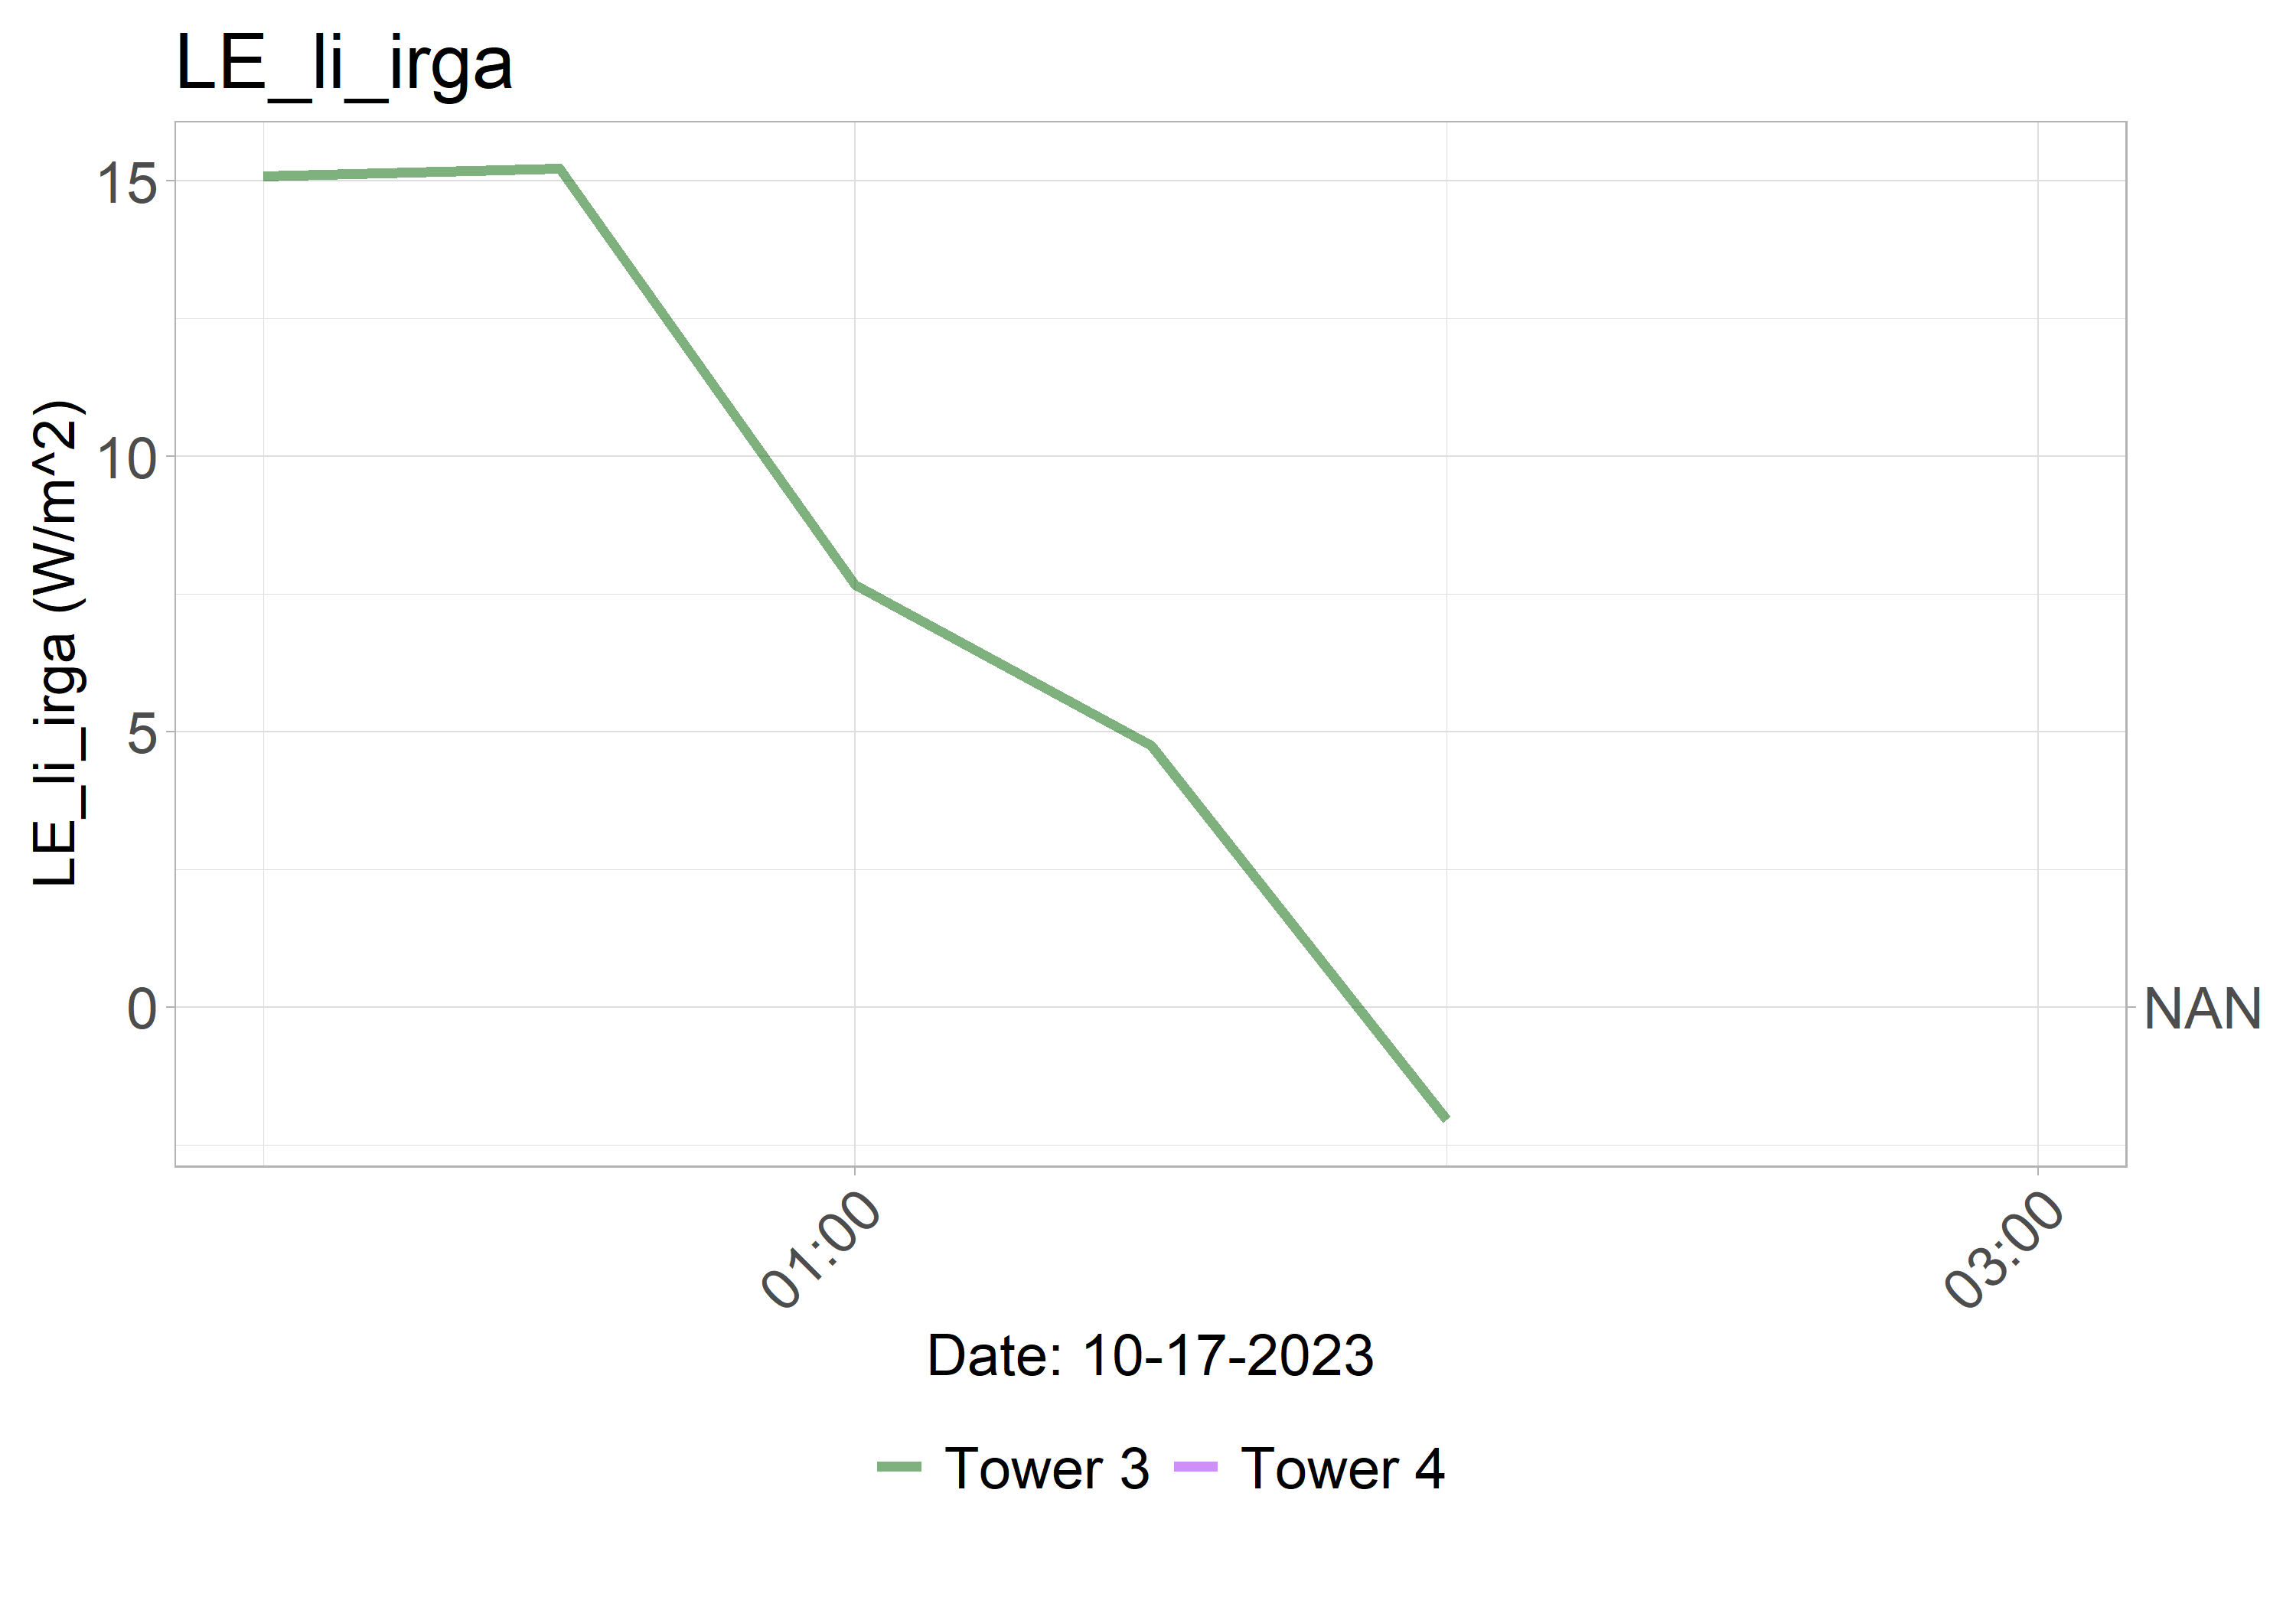 LE_li_irga
LE_li_irga (W/m^2)
15
10
5
0
NAN
01:00
03:00
Date: 10-17-2023
Tower 3
Tower 4